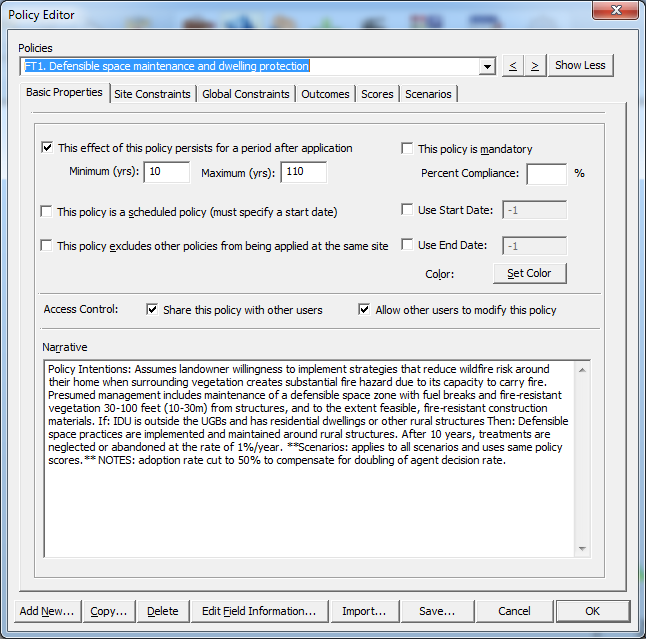 Policy Editor
Policies
FT1. Defensible space maintenance and dwelling protection
< > Show Less
Basic Properties Site Constraints Global Constraints Outcomes Scores Scenarios
This effect of this policy persists for a period after application
This policy is mandatory
Minimum (yrs): 10 Maximum (yrs): 110
Percent Compliance: %
This policy is a scheduled policy (must specify a start date)
Use Start Date: -1
This policy excludes other policies from being applied at the same site
Use End Date: -1
Color: Set Color
Access Control: Share this policy with other users Allow other users to modify this policy
Narrative
Policy Intentions: Assumes landowner willingness to implement strategies that reduce wildfire risk around
their home when surrounding vegetation creates substantial fire hazard due to its capacity to carry fire.
Presumed management includes maintenance of a defensible space zone with fuel breaks and fire-resistant
vegetation 30-100 feet (10-30m) from structures, and to the extent feasible, fire-resistant construction
materials. If: IDU is outside the UGBs and has residential dwellings or other rural structures Then: Defensible
space practices are implemented and maintained around rural structures. After 10 years, treatments are
neglected or abandoned at the rate of 1%/year. **Scenarios: applies to all scenarios and uses same policy
scores.** NOTES: adoption rate cut to 50% to compensate for doubling of agent decision rate.
Add New... Copy... Delete Edit Field Information... Import... Save... Cancel OK